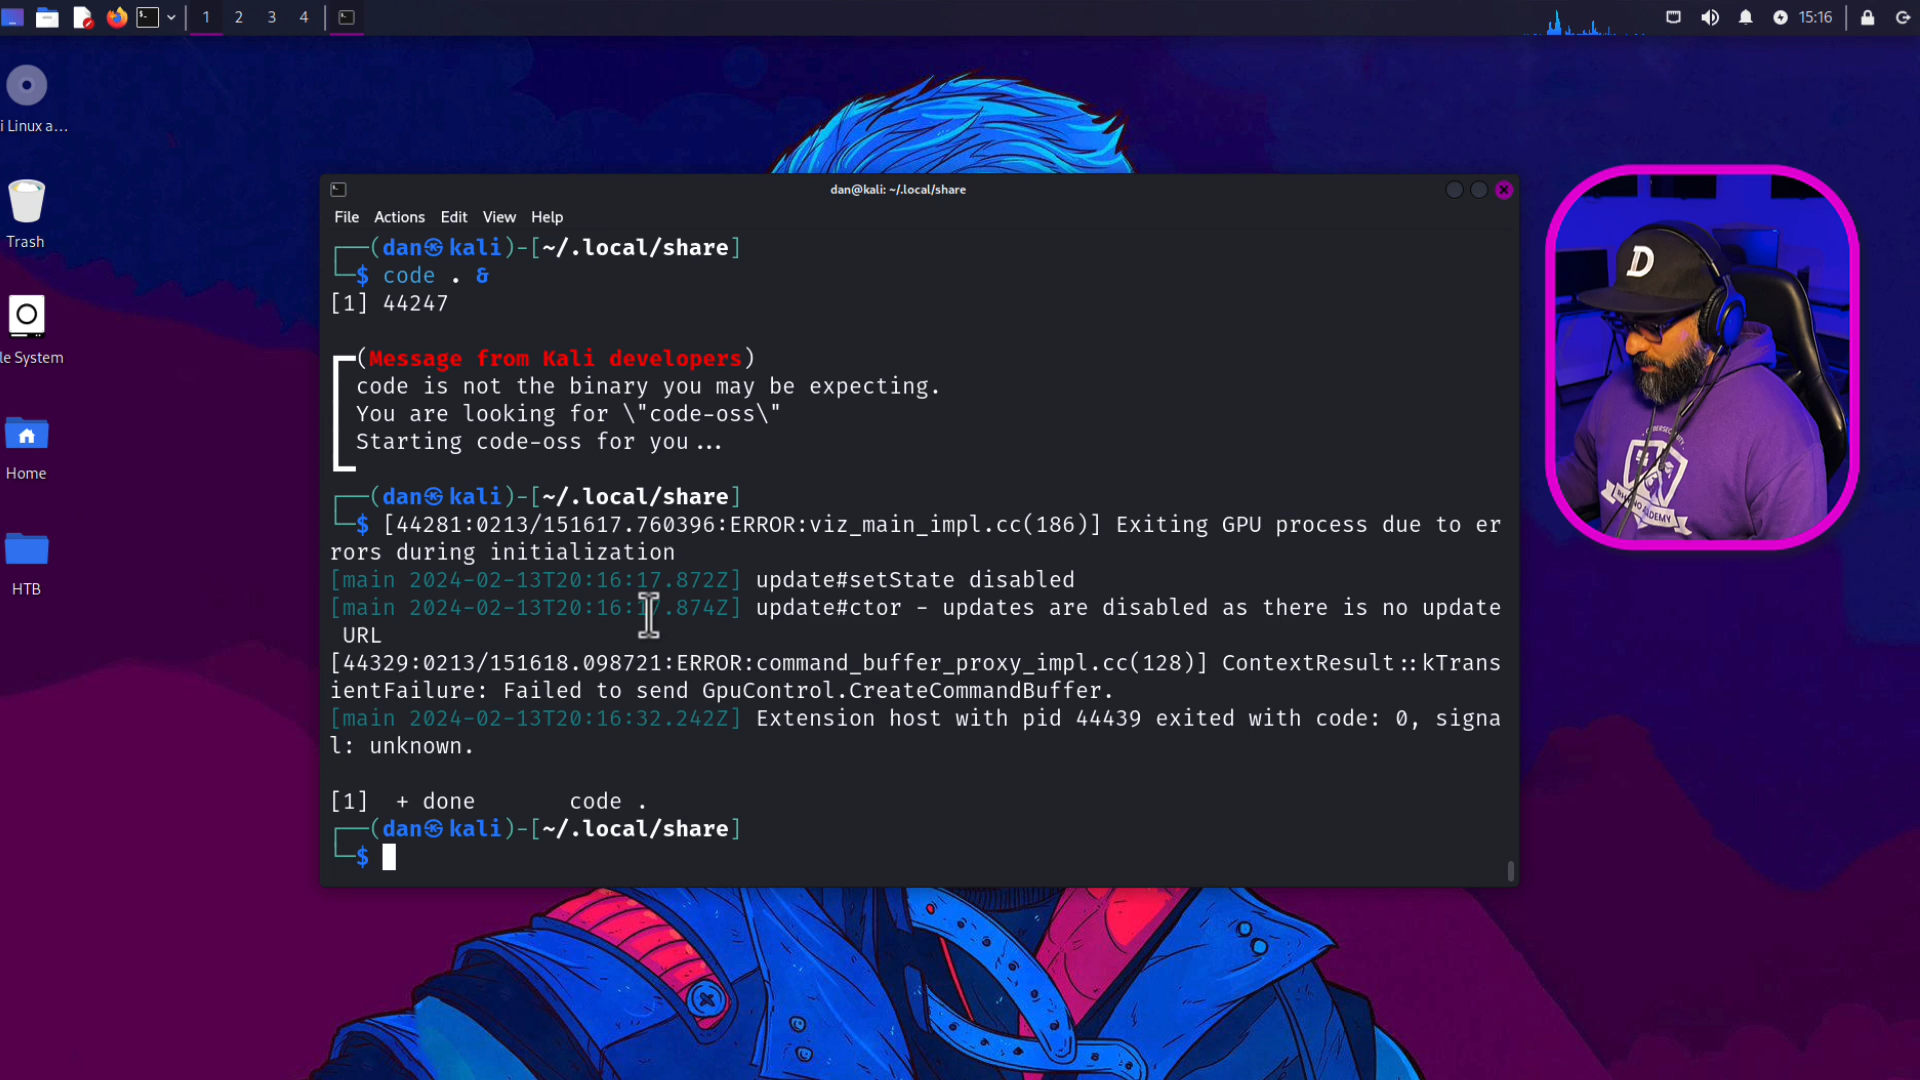 1 2 3 4
15:16
i Linux a...
Trash
le System
Home
HTB
dan@kali: ~/.local/share
File Actions Edit View Help
┌──(dan㉿kali)-[~/.local/share]
└─$ code . &
[1] 44247
┏━(Message from Kali developers)
code is not the binary you may be expecting.
You are looking for \"code-oss\"
Starting code-oss for you...
┌──(dan㉿kali)-[~/.local/share]
└─$ [44281:0213/151617.760396:ERROR:viz_main_impl.cc(186)] Exiting GPU process due to er
rors during initialization
[main 2024-02-13T20:16:17.872Z] update#setState disabled
[main 2024-02-13T20:16:17.874Z] update#ctor - updates are disabled as there is no update
URL
[44329:0213/151618.098721:ERROR:command_buffer_proxy_impl.cc(128)] ContextResult::kTrans
ientFailure: Failed to send GpuControl.CreateCommandBuffer.
[main 2024-02-13T20:16:32.242Z] Extension host with pid 44439 exited with code: 0, signa
l: unknown.
[1] + done code .
┌──(dan㉿kali)-[~/.local/share]
└─$
D
CYBERSECURITY
ACADEMY